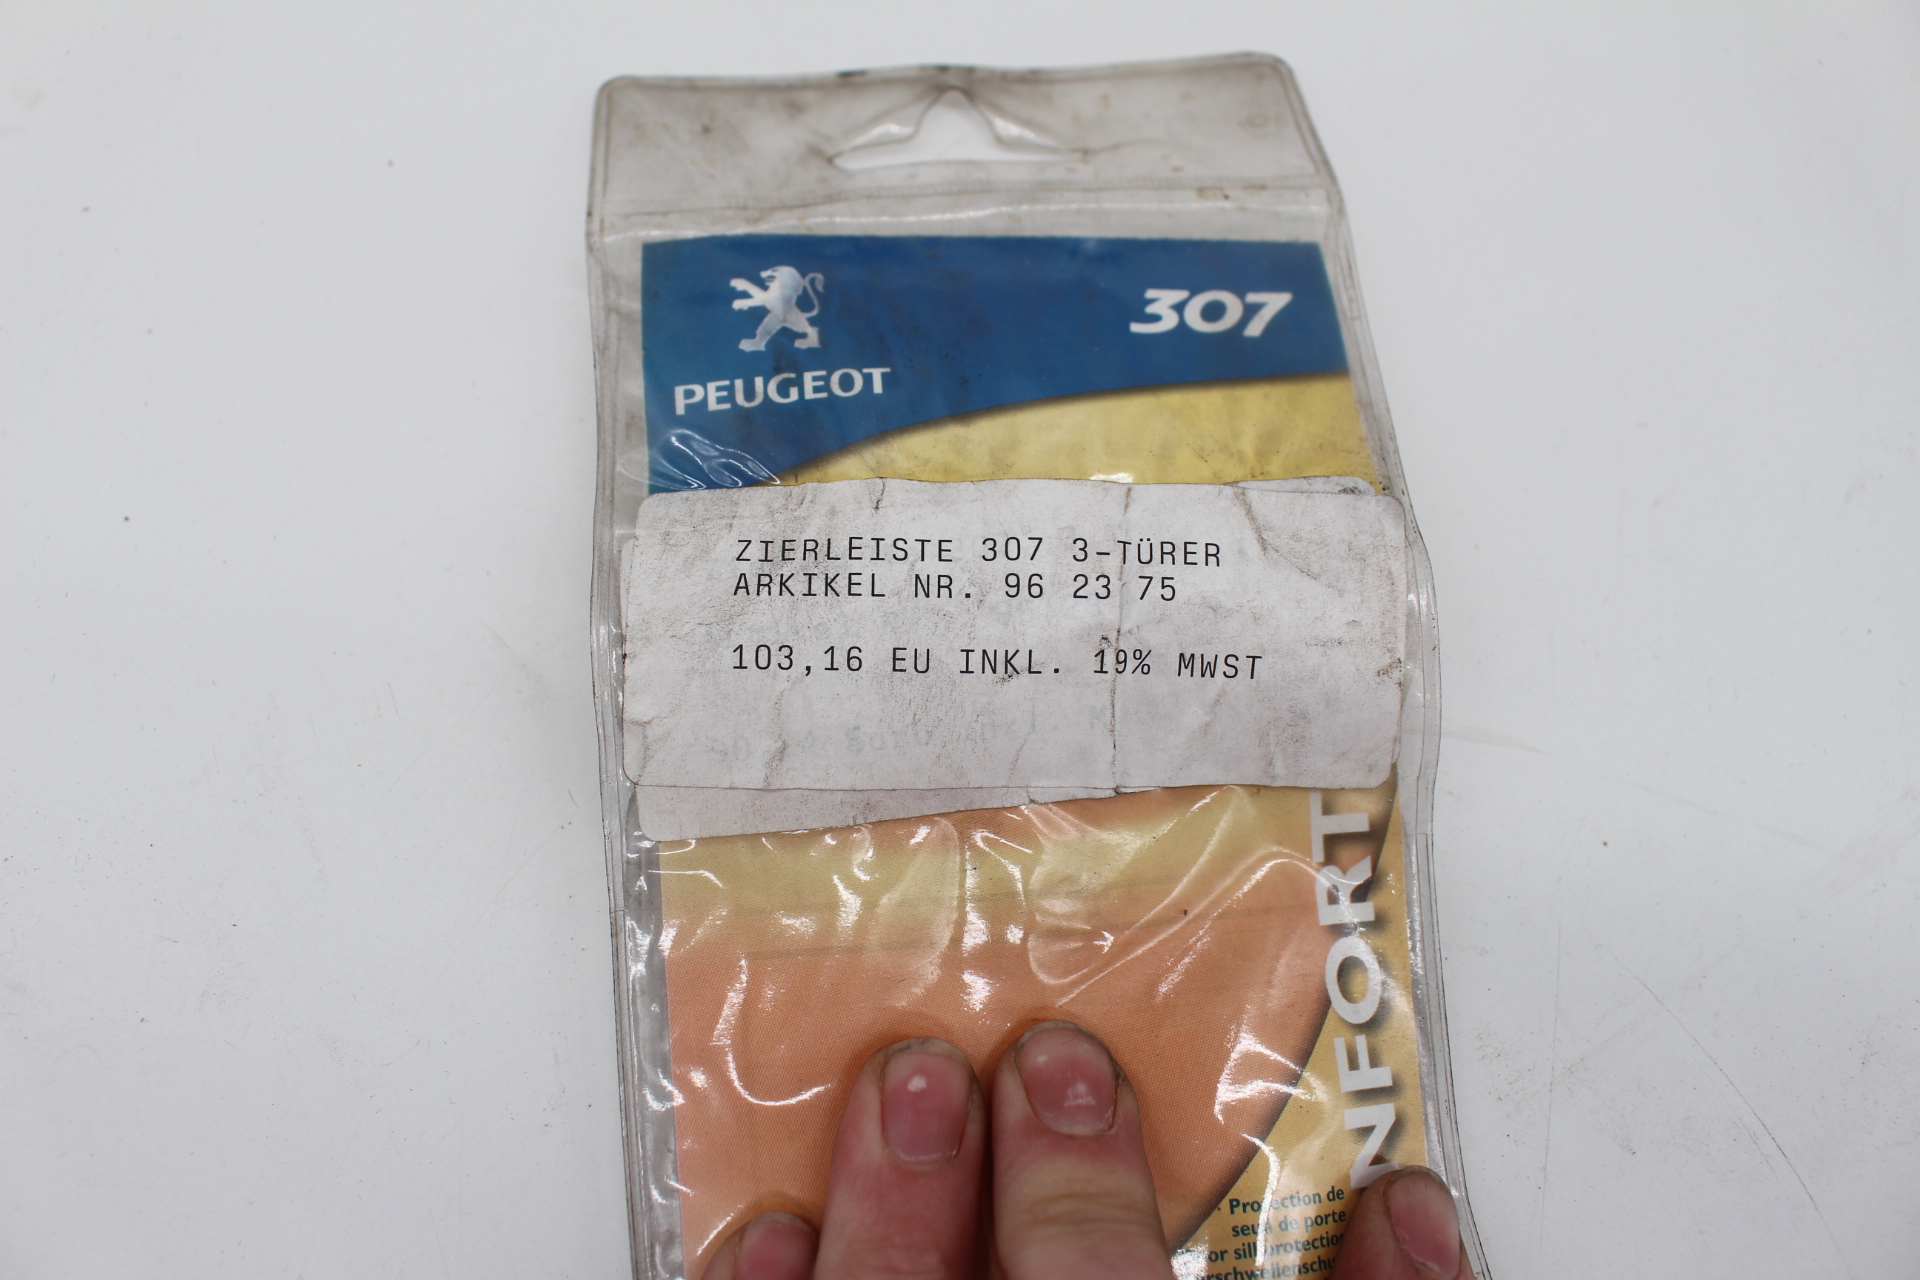 307
PEUGEOT
ZIERLEISTE 307 3-TÜRER
ARKIKEL NR. 96 23 75
103,16 EU INKL. 19% MWST
NFORT
Protection de
seuil de porte
or sill protection